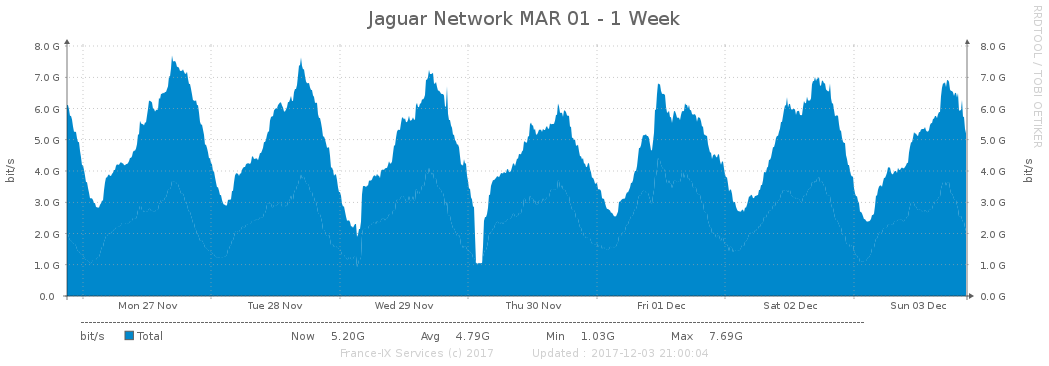 Jaguar Network MAR 01 - 1 Week
RRDTOOL / TOBI OETIKER
bit/s
8.0 G 8.0 G
7.0 G 7.0 G
6.0 G 6.0 G
5.0 G 5.0 G
4.0 G 4.0 G
3.0 G 3.0 G
2.0 G 2.0 G
1.0 G 1.0 G
0.0 0.0 G
bit/s
Mon 27 Nov Tue 28 Nov Wed 29 Nov Thu 30 Nov Fri 01 Dec Sat 02 Dec Sun 03 Dec
bit/s Total Now 5.20G Avg 4.79G Min 1.03G Max 7.69G
France-IX Services (c) 2017 Updated : 2017-12-03 21:00:04